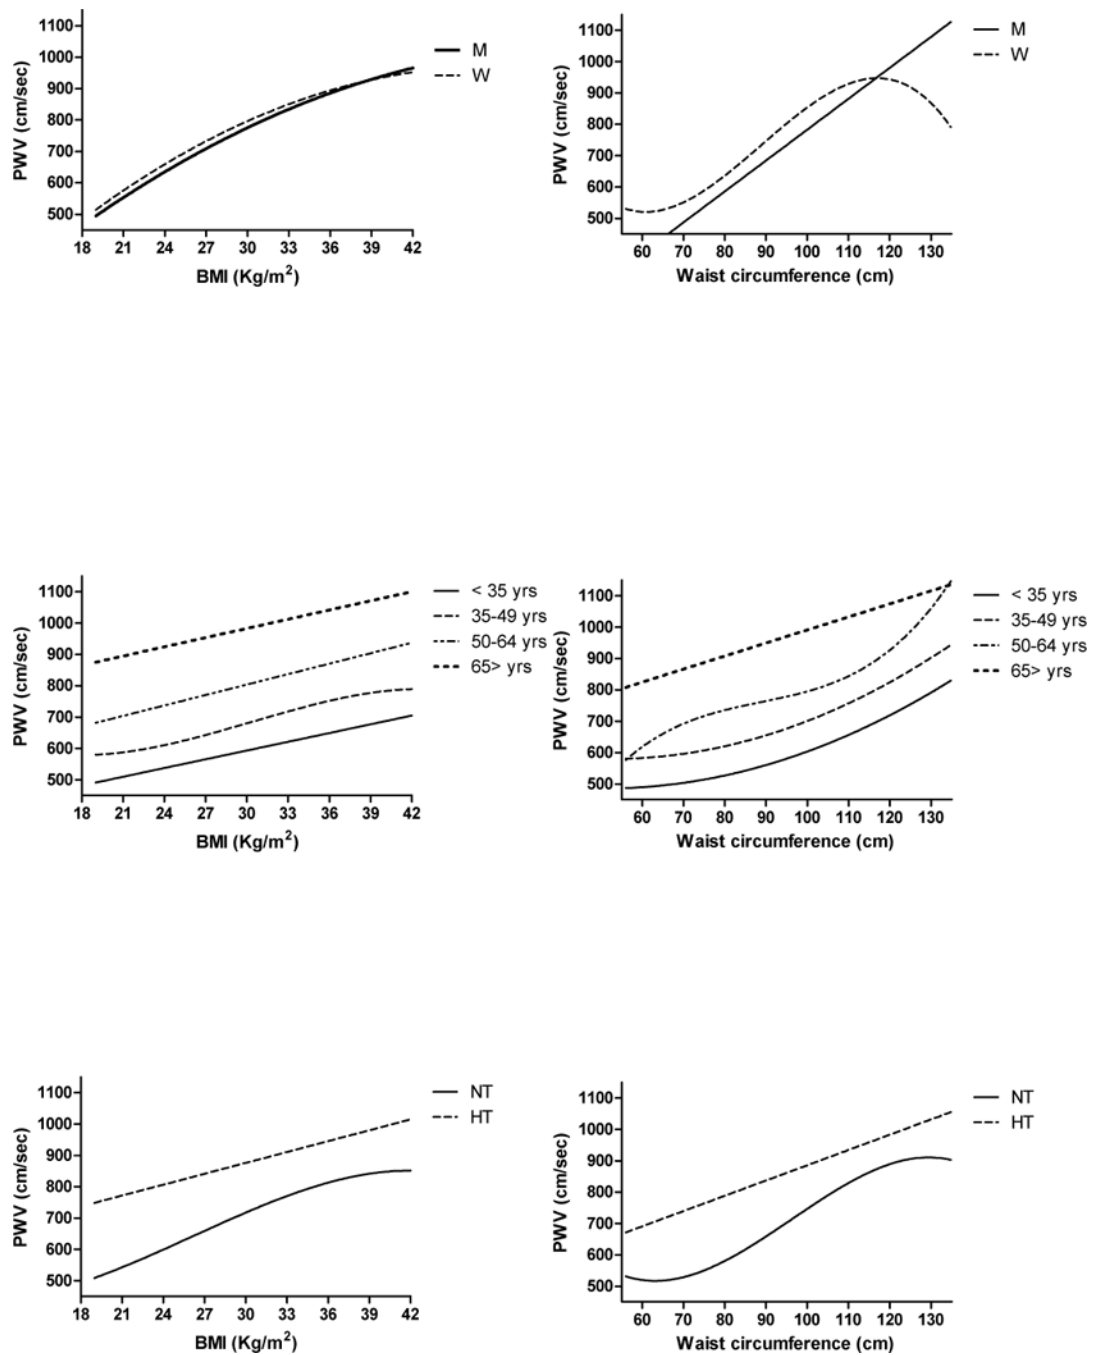 1100
1000
900
800
700
600
500
PWV (cm/sec)
18 21 24 27 30 33 36 39 42
BMI (Kg/m²)
M
W
1100
1000
900
800
700
600
500
PWV (cm/sec)
60 70 80 90 100 110 120 130
Waist circumference (cm)
M
W
1100
1000
900
800
700
600
500
PWV (cm/sec)
18 21 24 27 30 33 36 39 42
BMI (Kg/m²)
< 35 yrs
35-49 yrs
50-64 yrs
65> yrs
1100
1000
900
800
700
600
500
PWV (cm/sec)
60 70 80 90 100 110 120 130
Waist circumference (cm)
< 35 yrs
35-49 yrs
50-64 yrs
65> yrs
1100
1000
900
800
700
600
500
PWV (cm/sec)
18 21 24 27 30 33 36 39 42
BMI (Kg/m²)
NT
HT
1100
1000
900
800
700
600
500
PWV (cm/sec)
60 70 80 90 100 110 120 130
Waist circumference (cm)
NT
HT